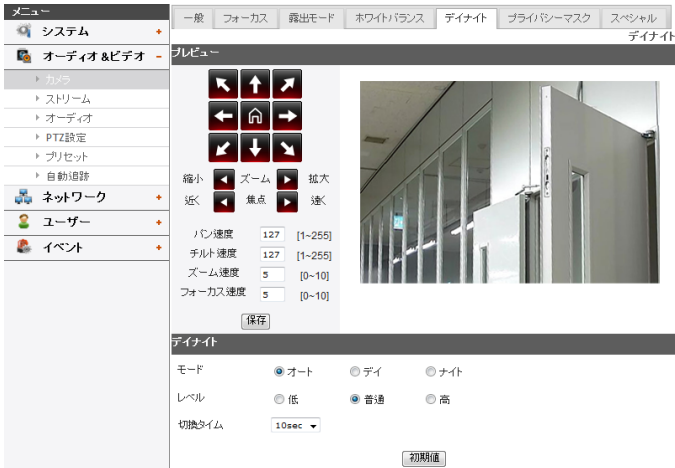 メニュー
システム +
オーディオ&ビデオ -
カメラ
ストリーム
オーディオ
PTZ設定
プリセット
自動追跡
ネットワーク +
ユーザー +
イベント +
一般 フォーカス 露出モード ホワイトバランス デイナイト プライバシーマスク スペシャル
デイナイト
プレビュー
縮小 ズーム 拡大
近く 焦点 遠く
パン速度 127 [1~255]
チルト速度 127 [1~255]
ズーム速度 5 [0~10]
フォーカス速度 5 [0~10]
保存
デイナイト
モード オート デイ ナイト
レベル 低 普通 高
切換タイム 10sec
初期値